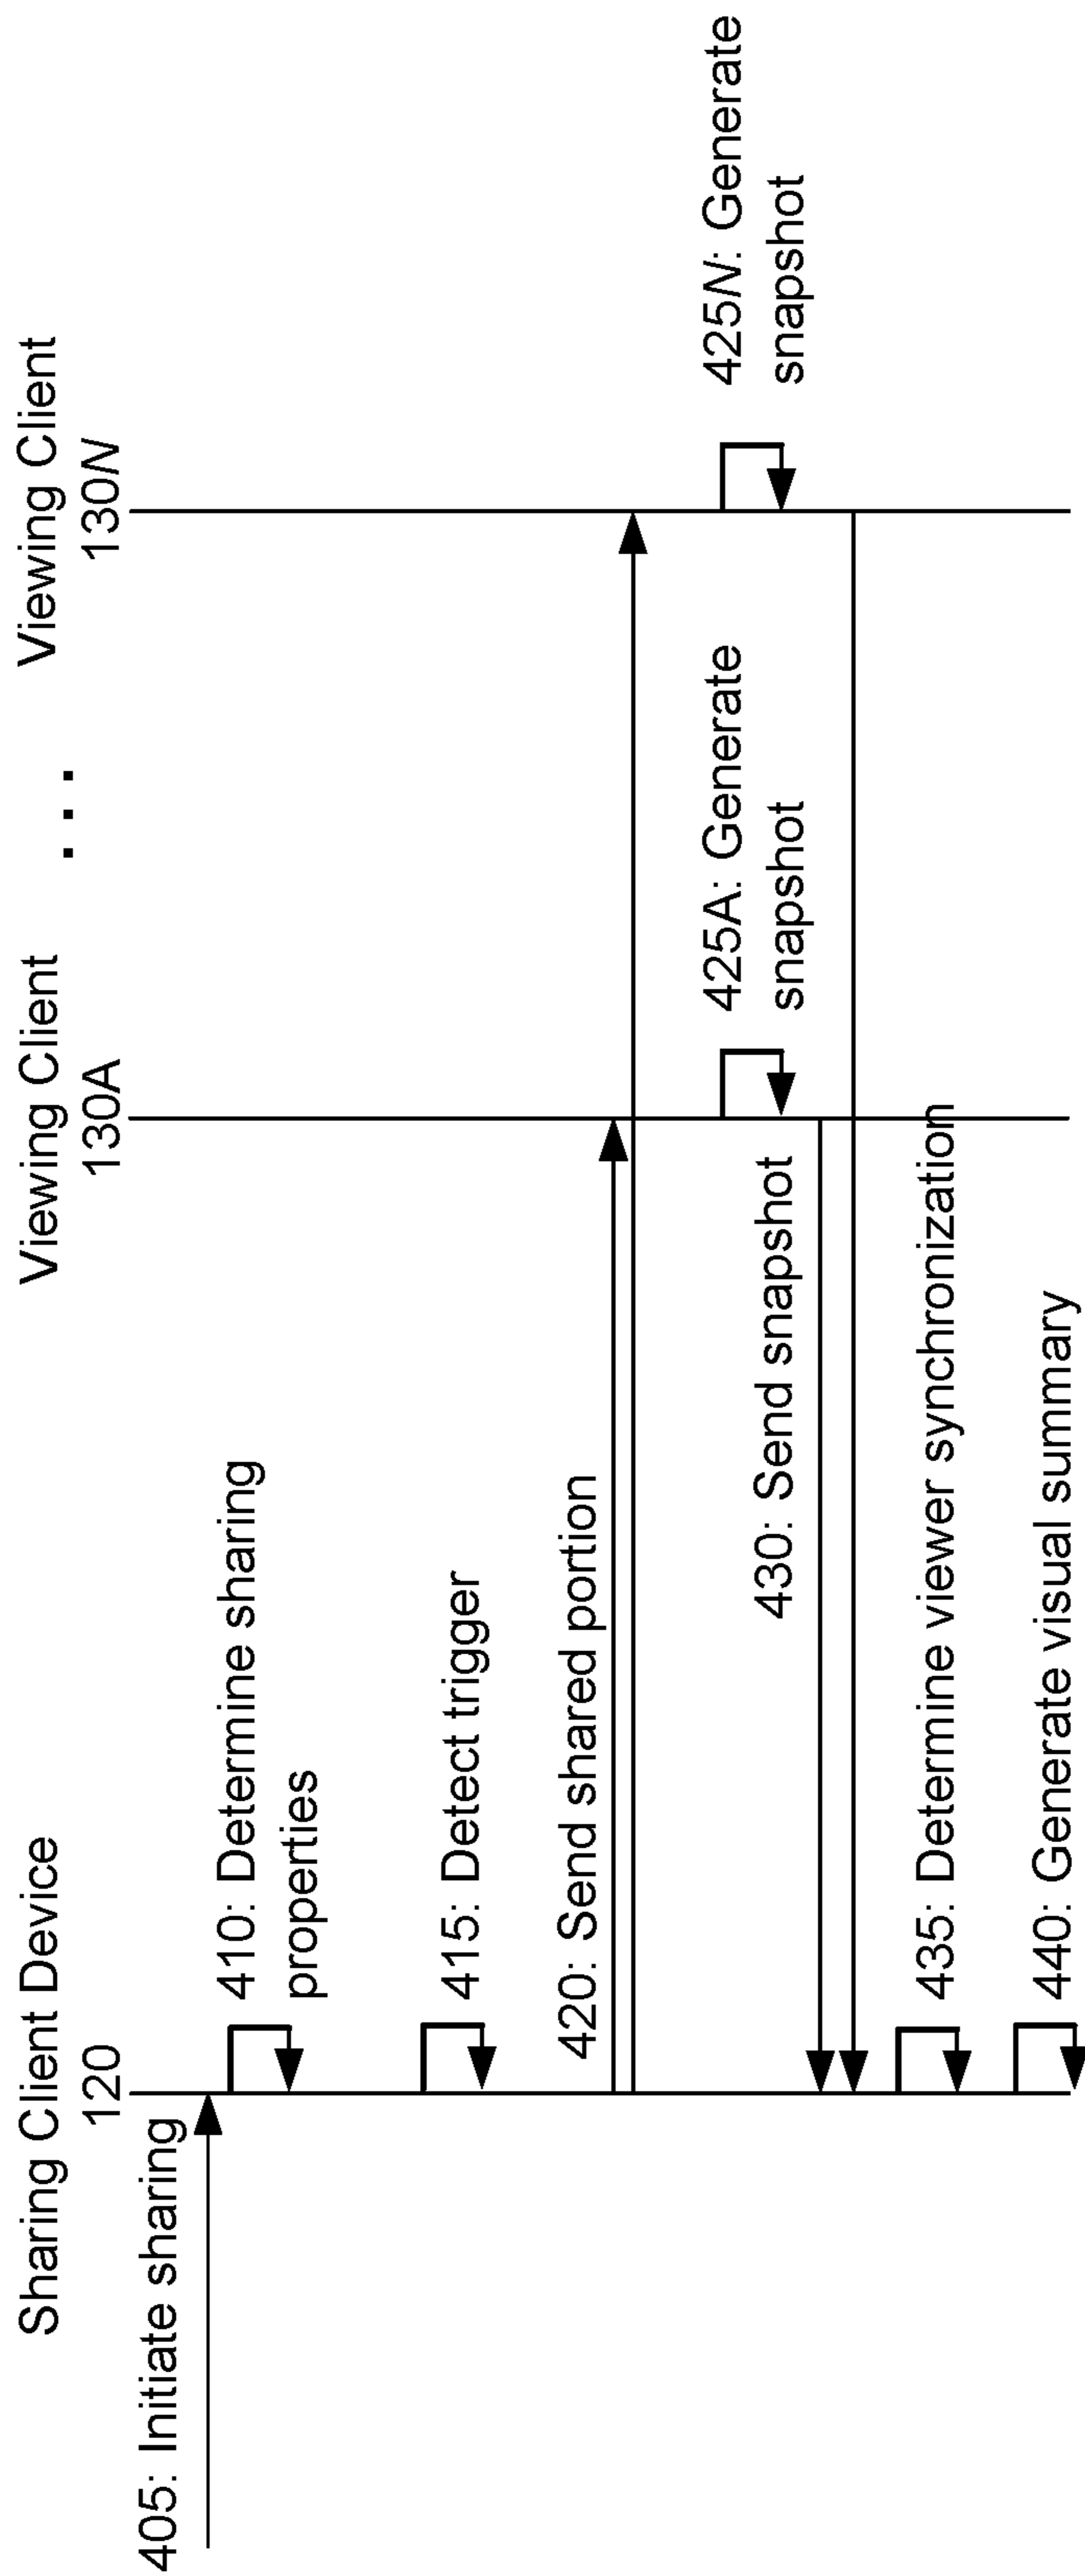 Sharing Client Device
120
Viewing Client
130A
. . .
Viewing Client
130N
405: Initiate sharing
410: Determine sharing
properties
415: Detect trigger
420: Send shared portion
425A: Generate
snapshot
425N: Generate
snapshot
430: Send snapshot
435: Determine viewer synchronization
440: Generate visual summary